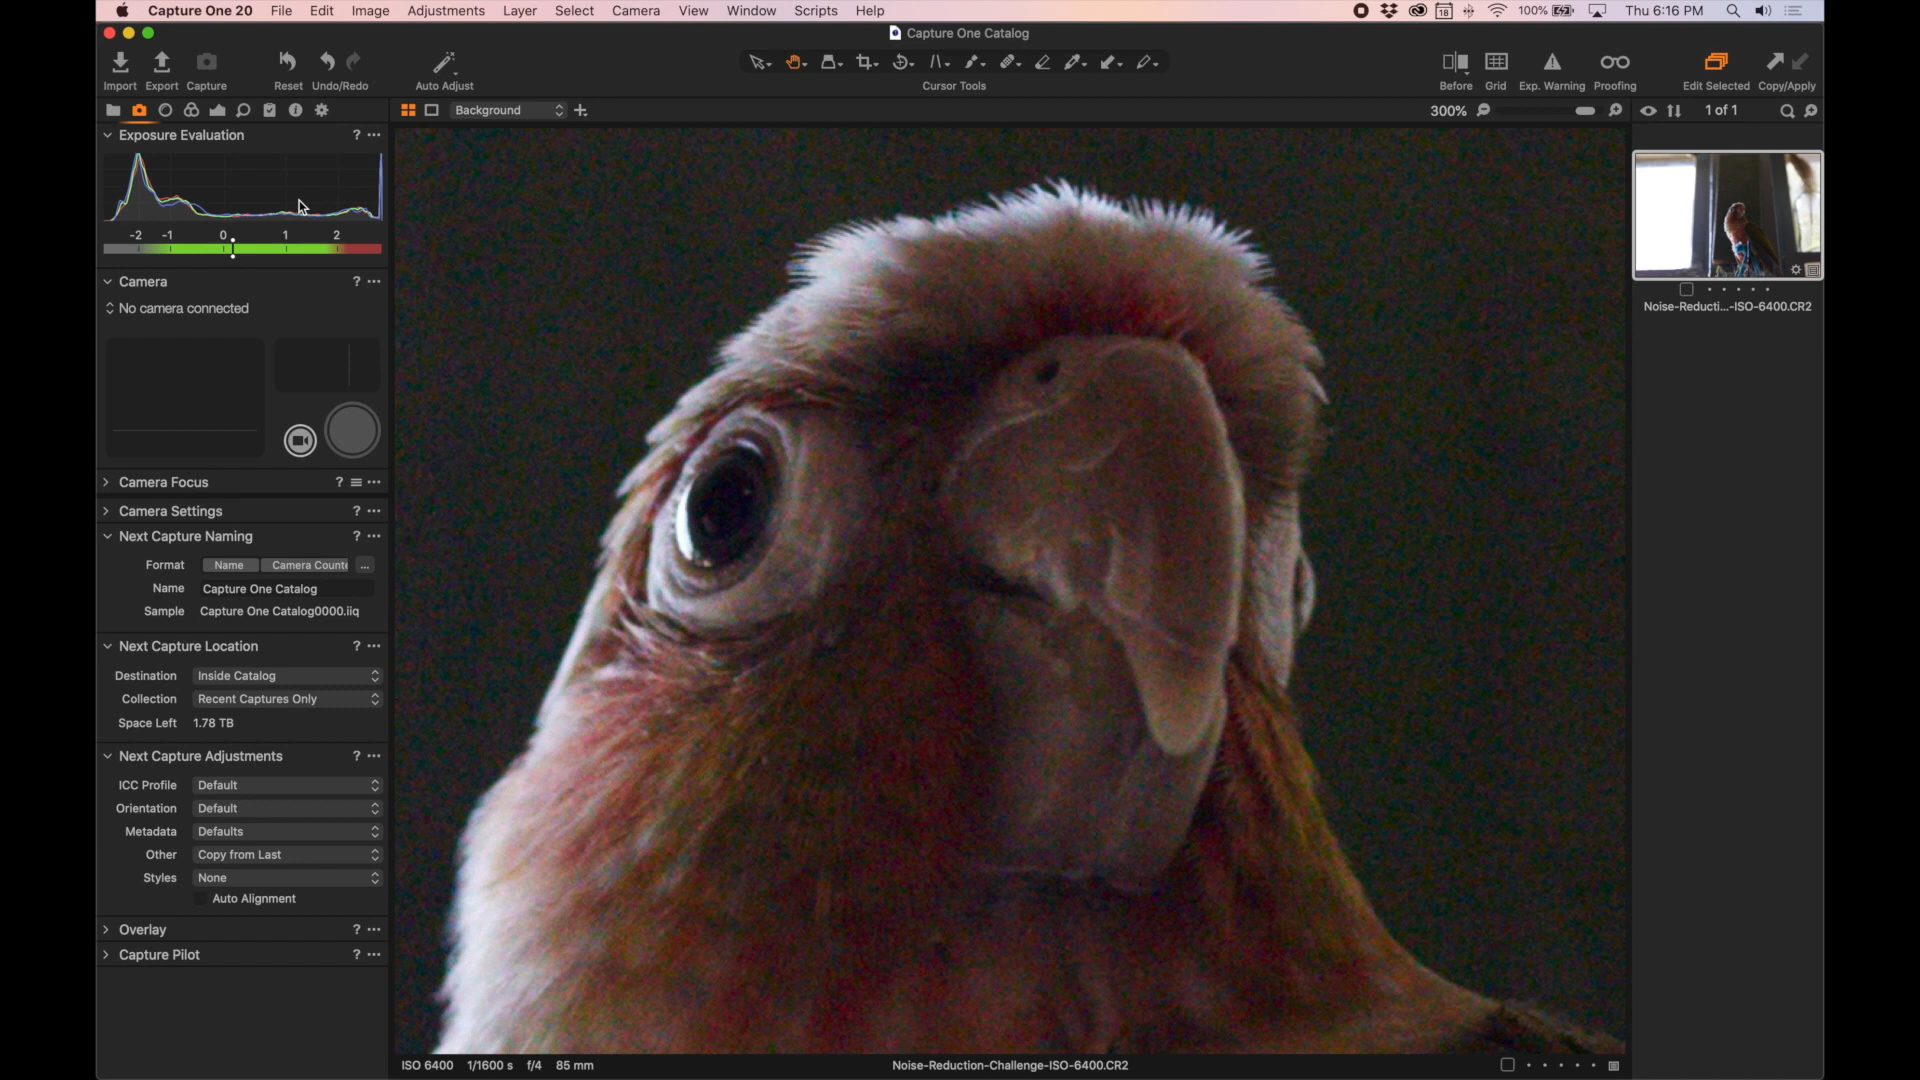 Capture One 20 File Edit Image Adjustments Layer Select Camera View Window Scripts Help 18 100% Thu 6:16 PM
Capture One Catalog
Import Export Capture Reset Undo/Redo Auto Adjust Cursor Tools Before Grid Exp. Warning Proofing Edit Selected Copy/Apply
Background 300% 1 of 1
Exposure Evaluation ? ...
-2 -1 0 1 2
Camera ? ...
No camera connected
Camera Focus ? ...
Camera Settings ? ...
Next Capture Naming ? ...
Format Name Camera Counte ...
Name Capture One Catalog
Sample Capture One Catalog0000.iiq
Next Capture Location ? ...
Destination Inside Catalog
Collection Recent Captures Only
Space Left 1.78 TB
Next Capture Adjustments ? ...
ICC Profile Default
Orientation Default
Metadata Defaults
Other Copy from Last
Styles None
Auto Alignment
Overlay ? ...
Capture Pilot ? ...
Noise-Reducti...-ISO-6400.CR2
ISO 6400 1/1600 s f/4 85 mm Noise-Reduction-Challenge-ISO-6400.CR2